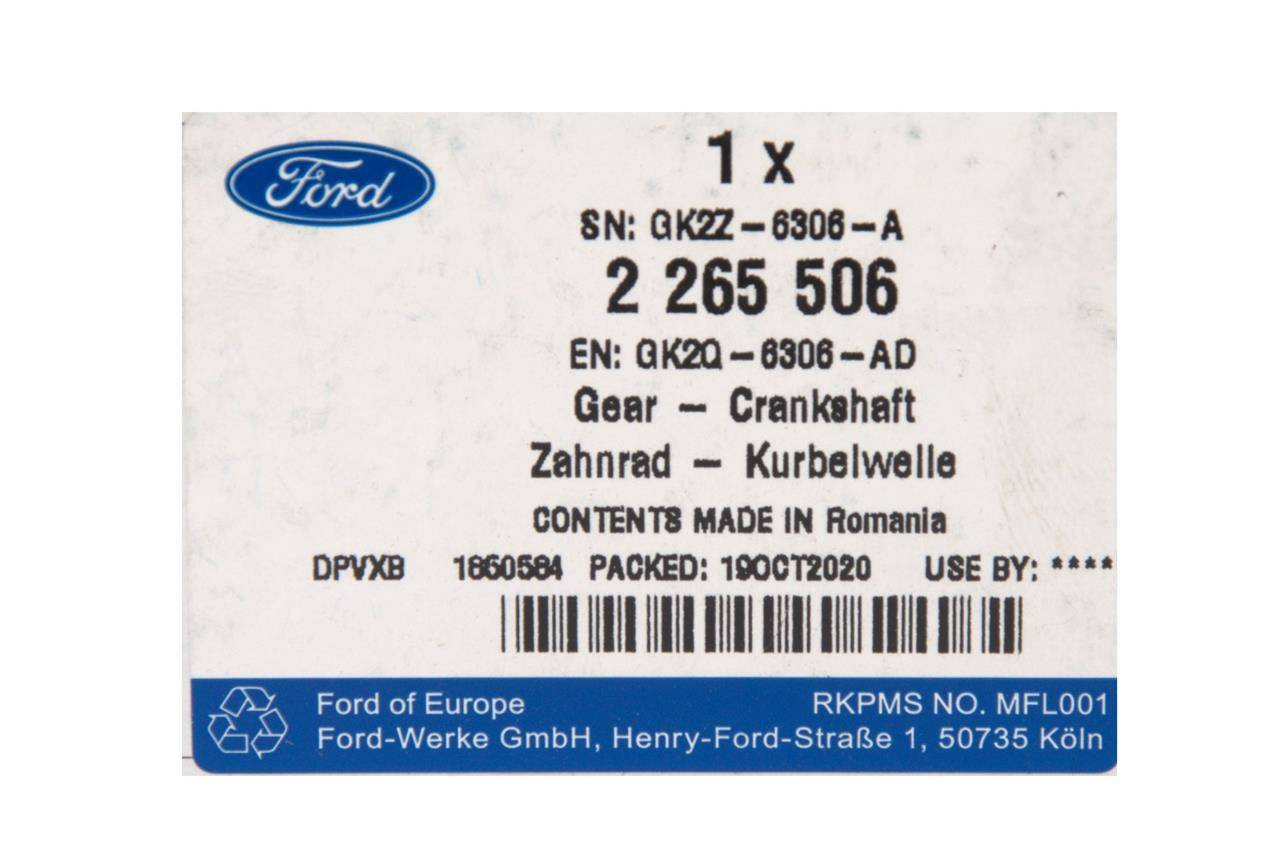 Ford
1 x
SN: GK2Z-6306-A
2 265 506
EN: GK2Q-6306-AD
Gear - Crankshaft
Zahnrad - Kurbelwelle
CONTENTS MADE IN Romania
DPVXB 1860584 PACKED: 19OCT2020 USE BY: ****
Ford of Europe RKPMS NO. MFL001
Ford-Werke GmbH, Henry-Ford-Straße 1, 50735 Köln